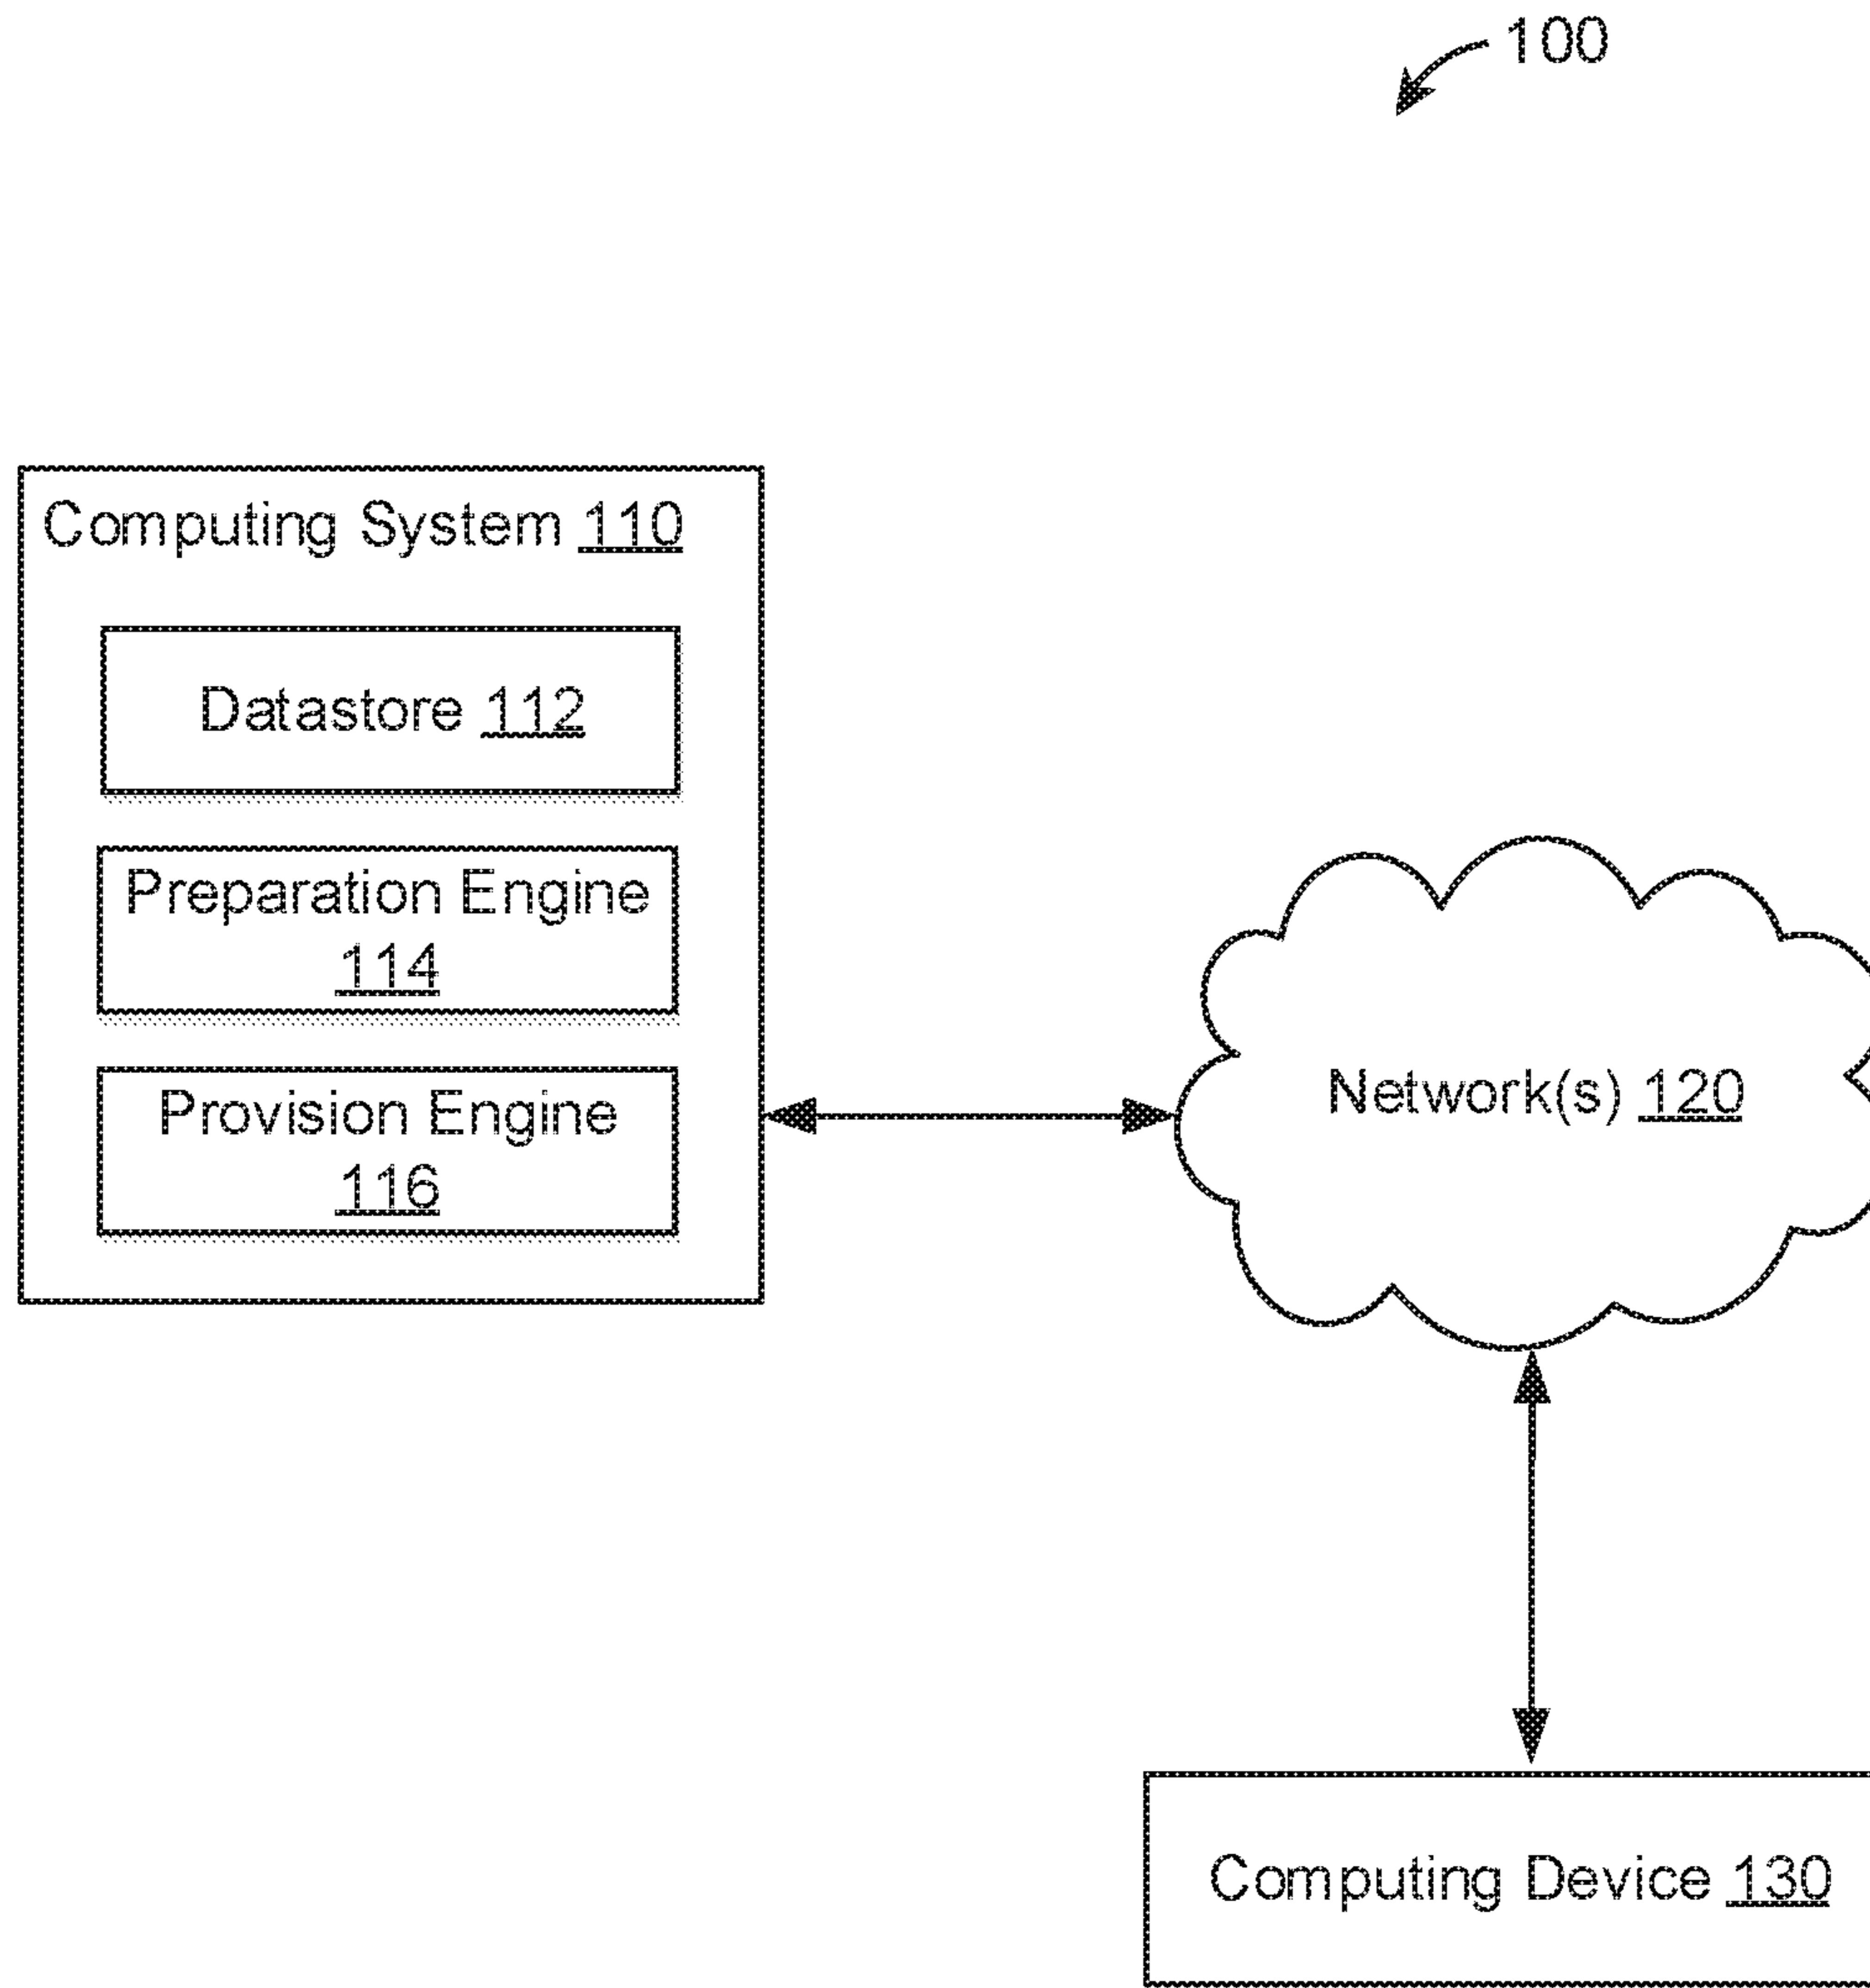 100
Computing System 110
Datastore 112
Preparation Engine
114
Provision Engine
116
Network(s) 120
Computing Device 130